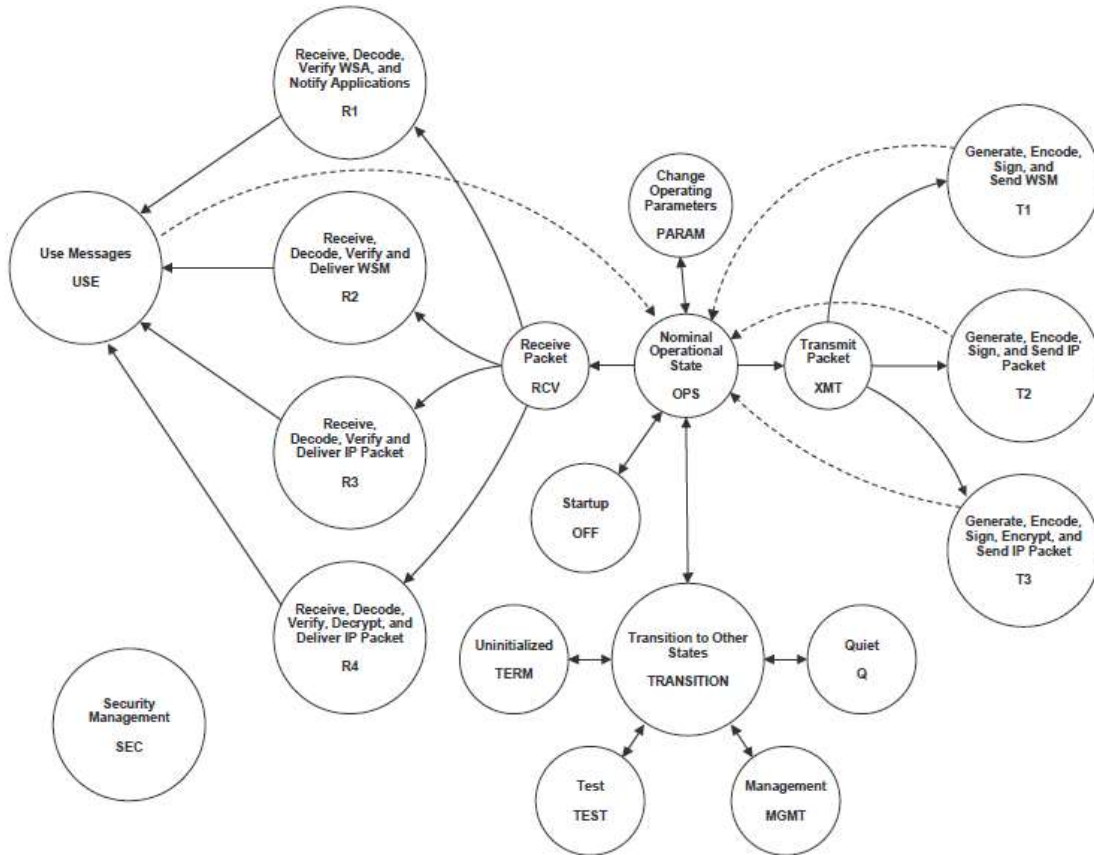 Receive, Decode,
Verify WSA, and
Notify Applications
R1
Use Messages
USE
Receive,
Decode, Verify and
Deliver WSM
R2
Receive,
Decode, Verify and
Deliver IP Packet
R3
Receive, Decode,
Verify, Decrypt, and
Deliver IP Packet
R4
Security
Management
SEC
Receive
Packet
RCV
Change
Operating
Parameters
PARAM
Nominal
Operational
State
OPS
Transmit
Packet
XMT
Generate, Encode,
Sign, and
Send WSM
T1
Generate, Encode,
Sign, and Send IP
Packet
T2
Generate, Encode,
Sign, Encrypt, and
Send IP Packet
T3
Startup
OFF
Uninitialized
TERM
Transition to Other
States
TRANSITION
Quiet
Q
Test
TEST
Management
MGMT